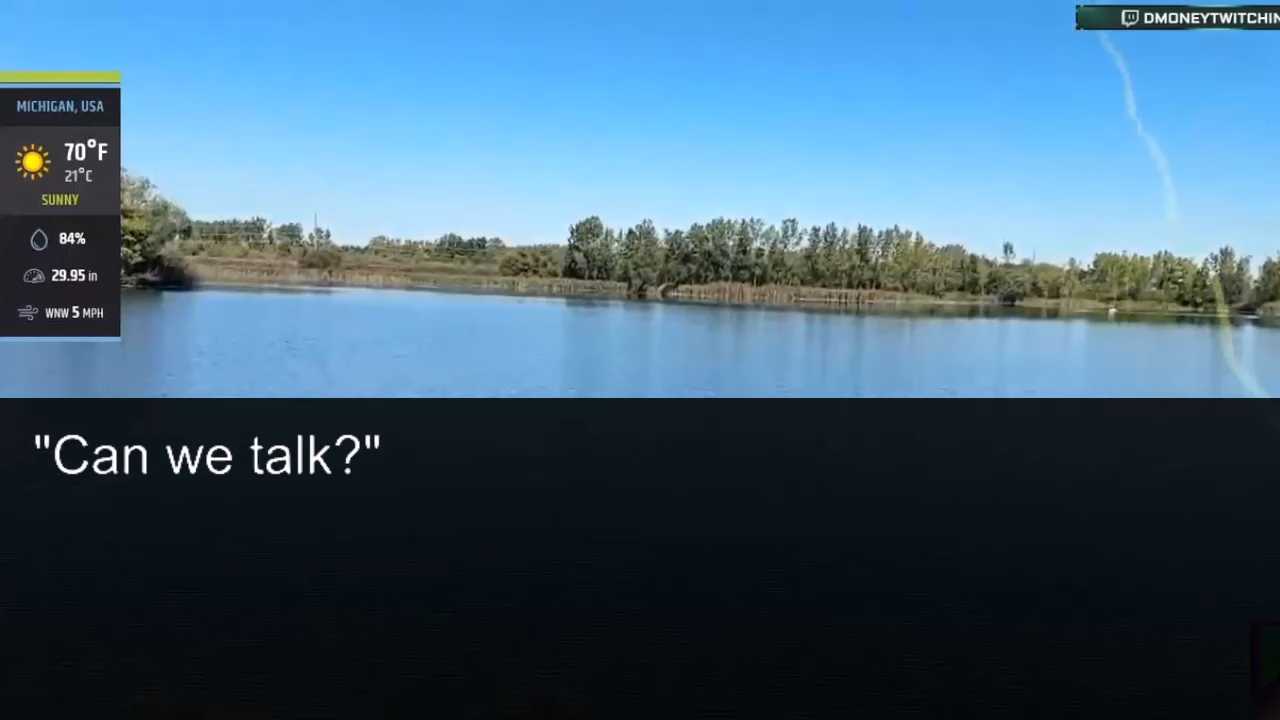 DMONEYTWITCHIN
MICHIGAN, USA
70°F
21°C
SUNNY
84%
29.95 in
WNW 5 MPH
"Can we talk?"